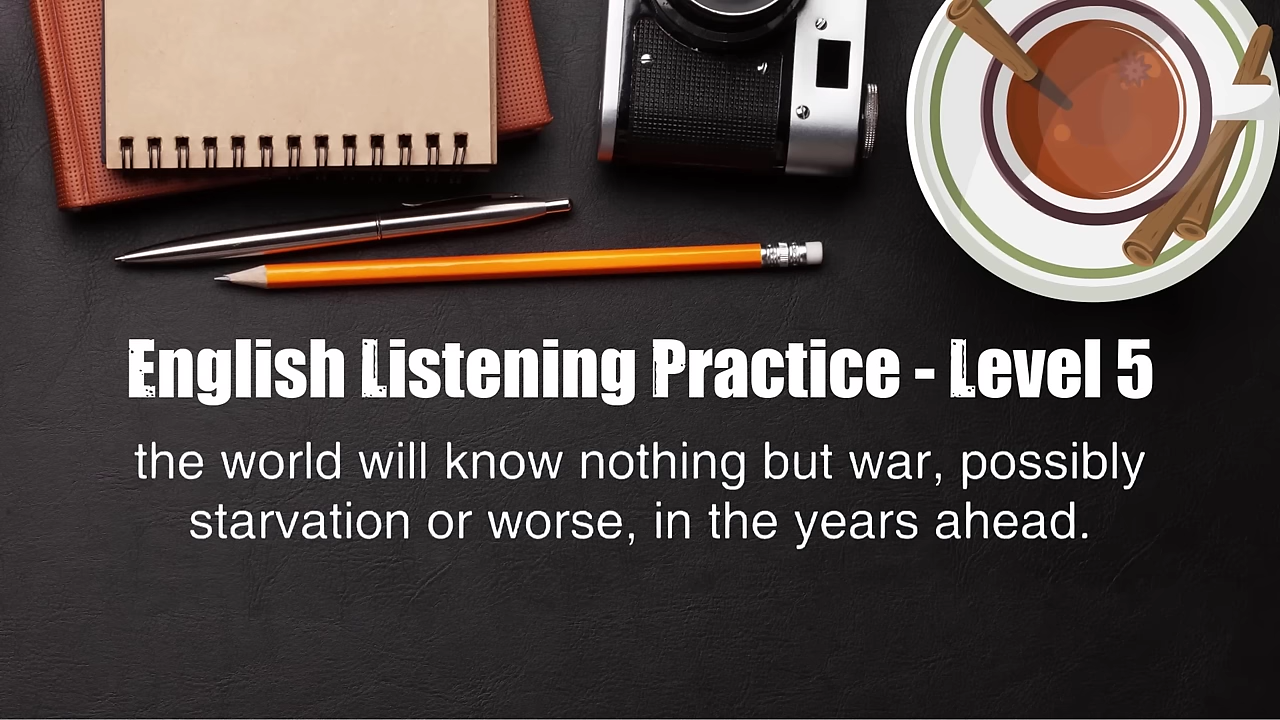 English Listening Practice - Level 5
the world will know nothing but war, possibly
starvation or worse, in the years ahead.